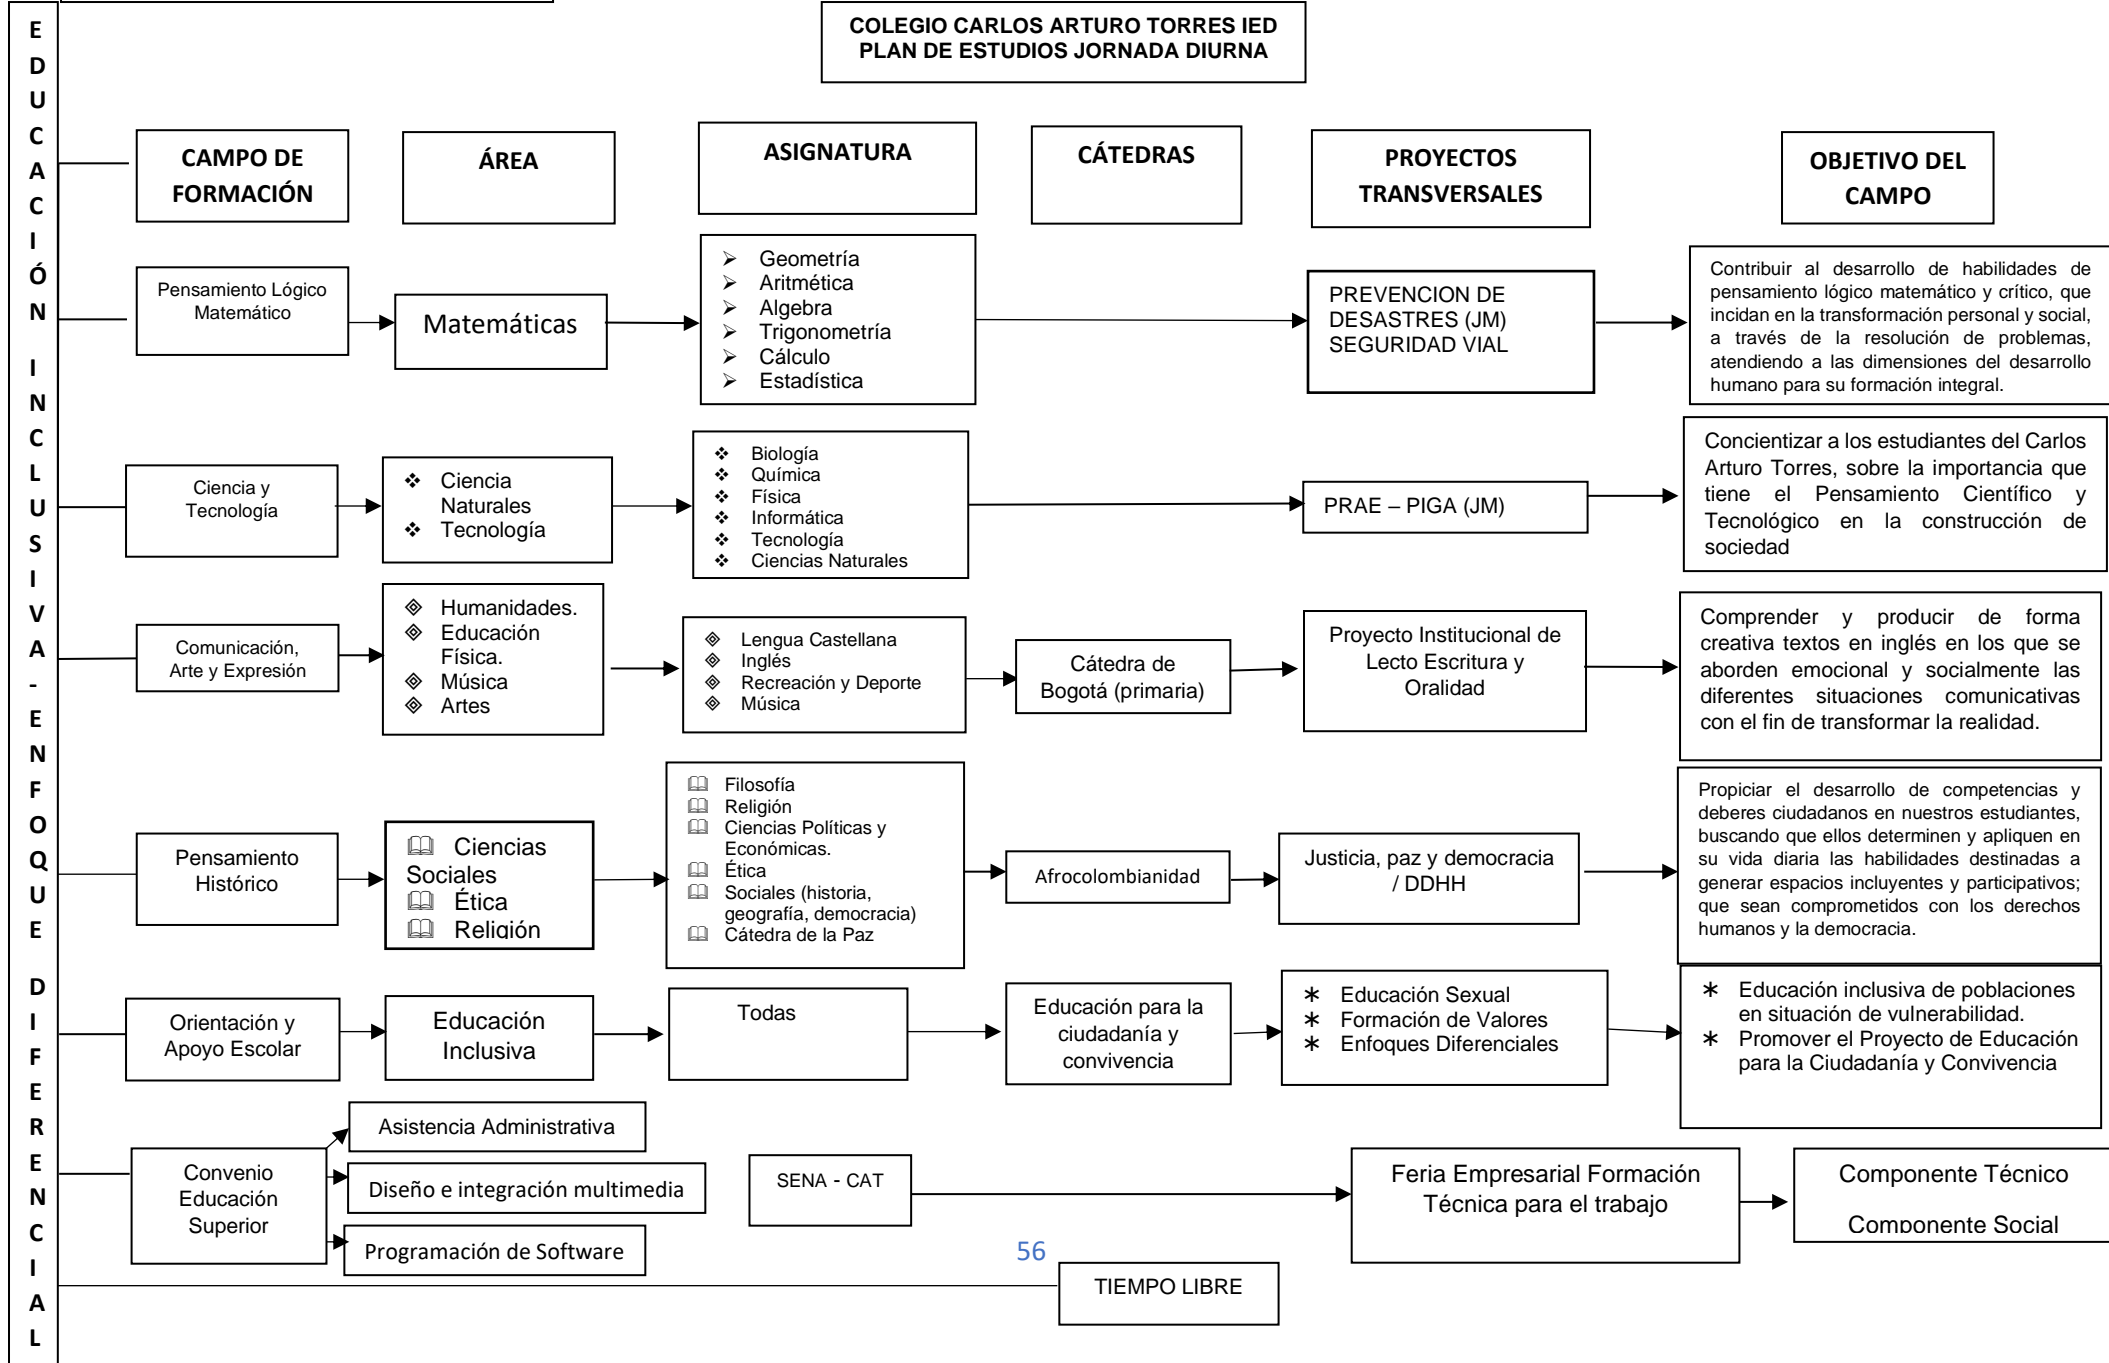 EDUCACIÓN INCLUSIVA - ENFOQUE DIFERENCIAL
COLEGIO CARLOS ARTURO TORRES IED
PLAN DE ESTUDIOS JORNADA DIURNA
CAMPO DE
FORMACIÓN
ÁREA
ASIGNATURA
CÁTEDRAS
PROYECTOS
TRANSVERSALES
OBJETIVO DEL
CAMPO
Pensamiento Lógico
Matemático
Matemáticas
Geometría
Aritmética
Algebra
Trigonometría
Cálculo
Estadística
PREVENCION DE
DESASTRES (JM)
SEGURIDAD VIAL
Contribuir al desarrollo de habilidades de
pensamiento lógico matemático y crítico, que
incidan en la transformación personal y social,
a través de la resolución de problemas,
atendiendo a las dimensiones del desarrollo
humano para su formación integral.
Ciencia y
Tecnología
Ciencia
Naturales
Tecnología
Biología
Química
Física
Informática
Tecnología
Ciencias Naturales
PRAE – PIGA (JM)
Concientizar a los estudiantes del Carlos
Arturo Torres, sobre la importancia que
tiene el Pensamiento Científico y
Tecnológico en la construcción de
sociedad
Comunicación,
Arte y Expresión
Humanidades.
Educación
Física.
Música
Artes
Lengua Castellana
Inglés
Recreación y Deporte
Música
Cátedra de
Bogotá (primaria)
Proyecto Institucional de
Lecto Escritura y
Oralidad
Comprender y producir de forma
creativa textos en inglés en los que se
aborden emocional y socialmente las
diferentes situaciones comunicativas
con el fin de transformar la realidad.
Pensamiento
Histórico
Ciencias
Sociales
Ética
Religión
Filosofía
Religión
Ciencias Políticas y
Económicas.
Ética
Sociales (historia,
geografía, democracia)
Cátedra de la Paz
Afrocolombianidad
Justicia, paz y democracia
/ DDHH
Propiciar el desarrollo de competencias y
deberes ciudadanos en nuestros estudiantes,
buscando que ellos determinen y apliquen en
su vida diaria las habilidades destinadas a
generar espacios incluyentes y participativos;
que sean comprometidos con los derechos
humanos y la democracia.
Orientación y
Apoyo Escolar
Educación
Inclusiva
Todas
Educación para la
ciudadanía y
convivencia
Educación Sexual
Formación de Valores
Enfoques Diferenciales
Educación inclusiva de poblaciones
en situación de vulnerabilidad.
Promover el Proyecto de Educación
para la Ciudadanía y Convivencia
Convenio
Educación
Superior
Asistencia Administrativa
Diseño e integración multimedia
Programación de Software
SENA - CAT
Feria Empresarial Formación
Técnica para el trabajo
Componente Técnico
Componente Social
56
TIEMPO LIBRE